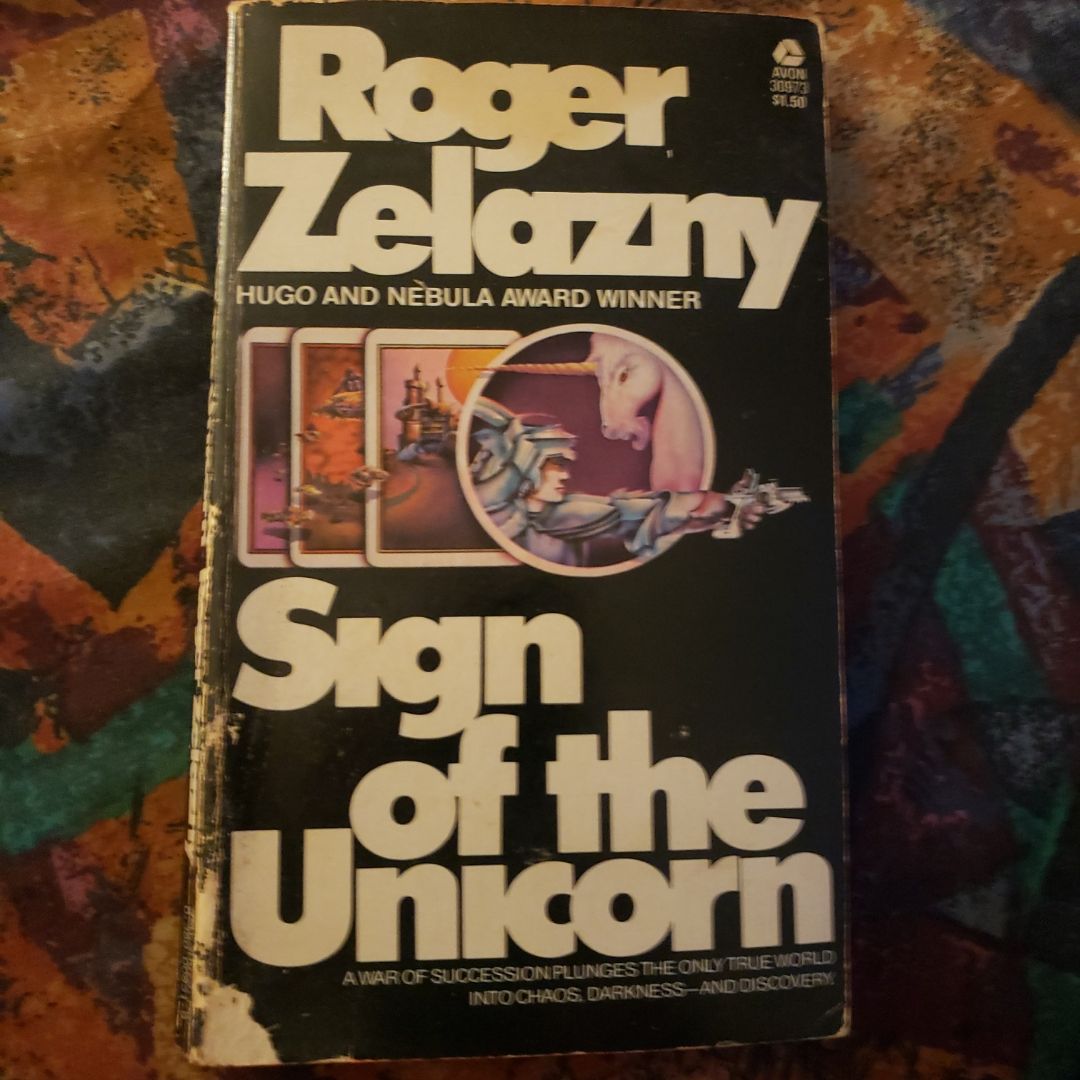 Roger
Zelazny
AVON
30973
$1.50
HUGO AND NEBULA AWARD WINNER
Sign
of the
Unicorn
A WAR OF SUCCESSION PLUNGES THE ONLY TRUE WORLD
INTO CHAOS, DARKNESS—AND DISCOVERY.